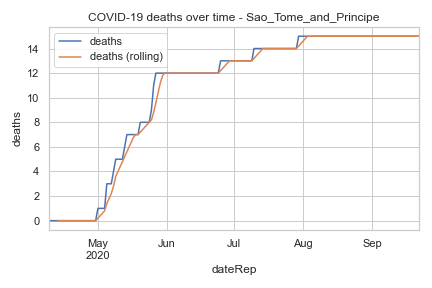 COVID-19 deaths over time - Sao_Tome_and_Principe
deaths
deaths (rolling)
14
12
10
8
6
4
2
0
deaths
May
2020
Jun
Jul
Aug
Sep
dateRep